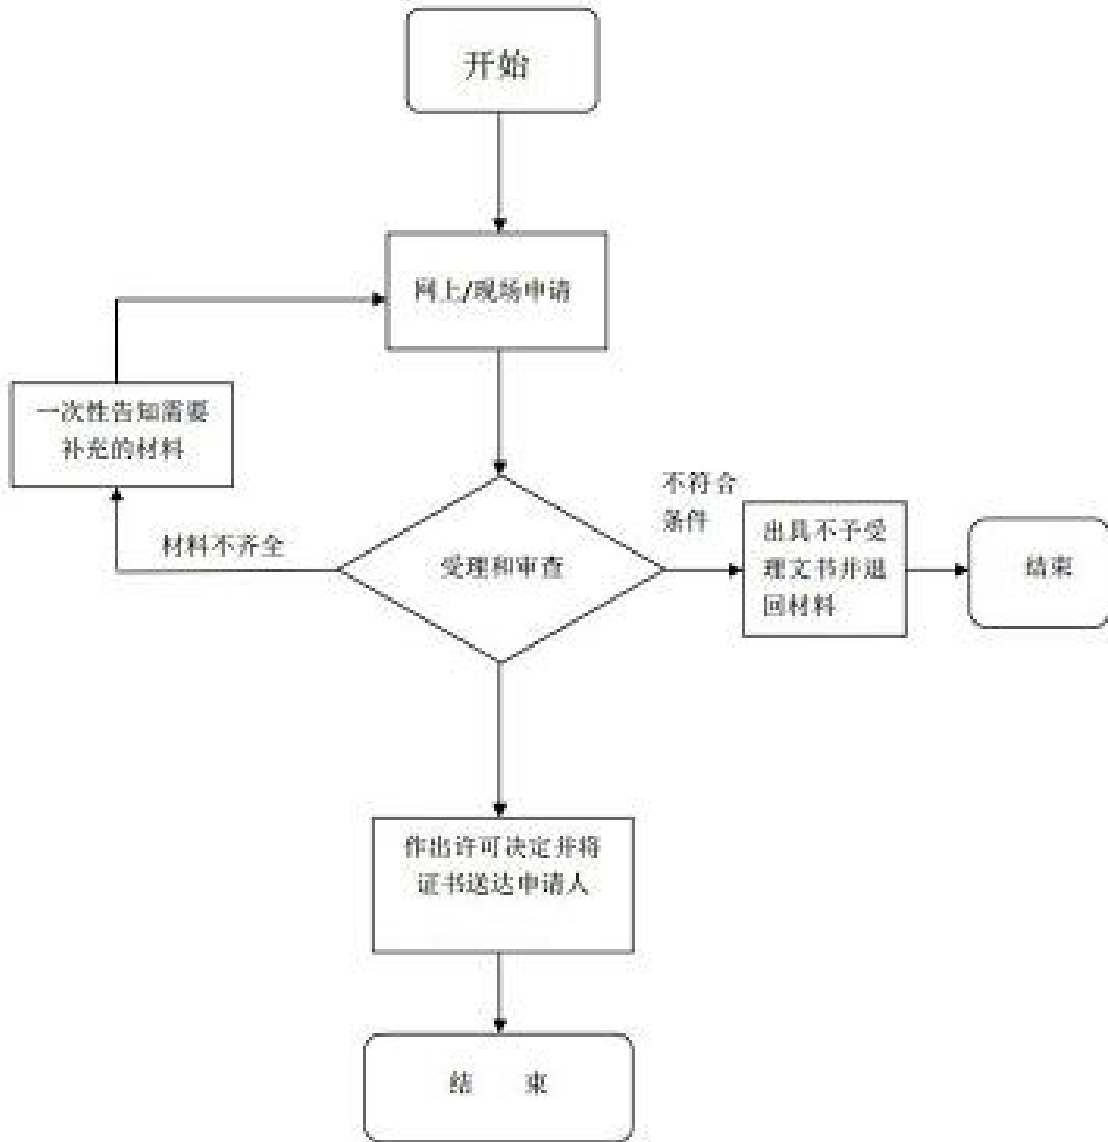 开始
网上/现场申请
一次性告知需要
补充的材料
材料不齐全
受理和审查
不符合
条件
出具不予受
理文书并退
回材料
结束
作出许可决定并将
证书送达申请人
结 束